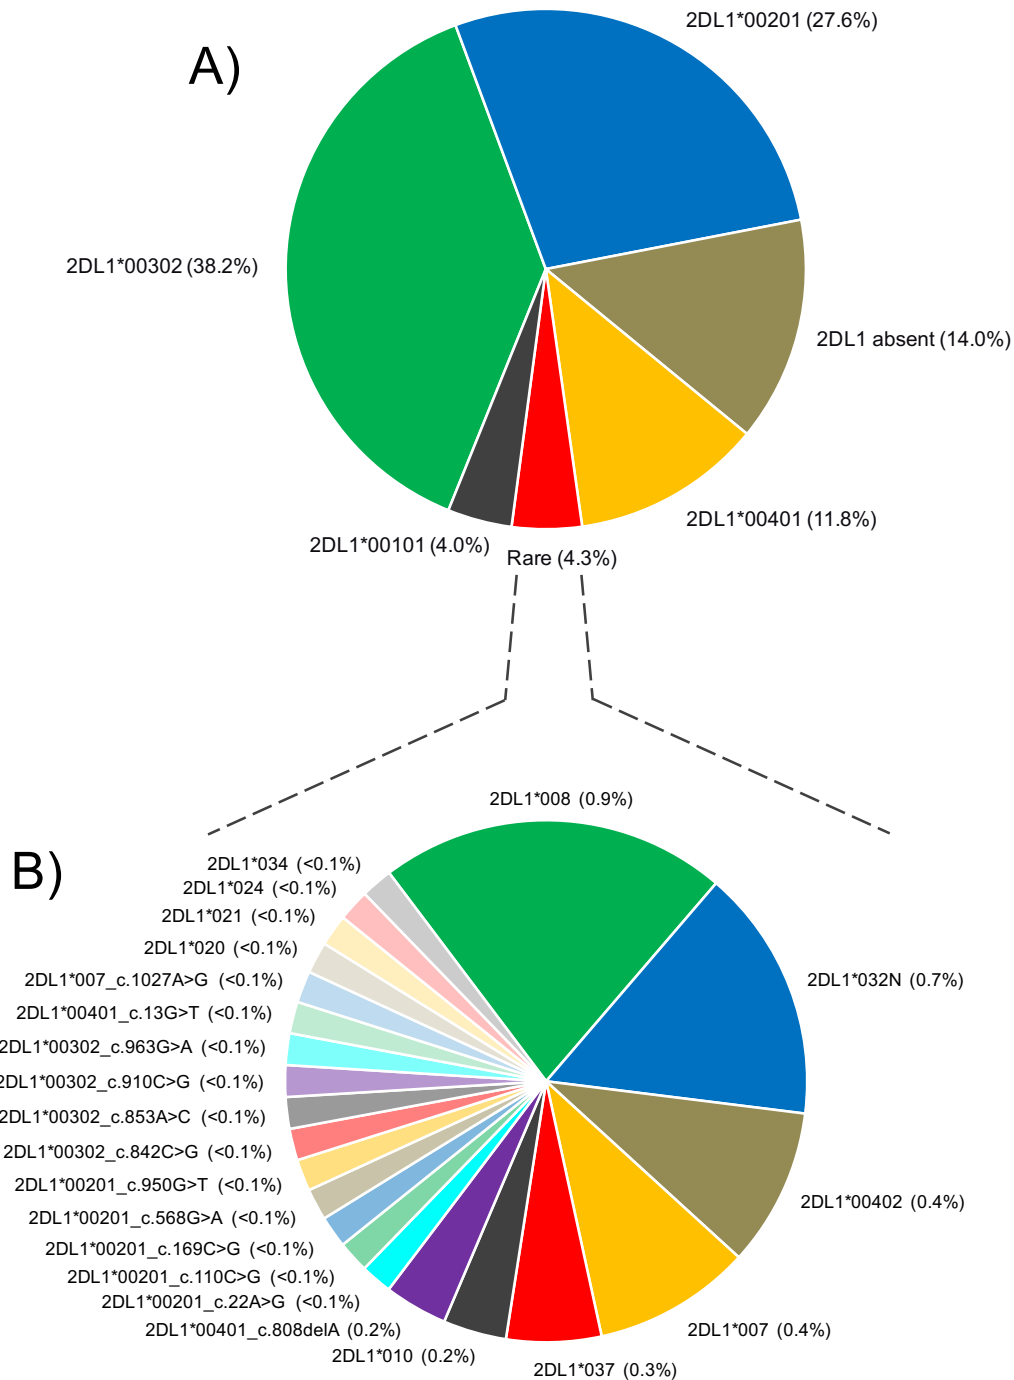 A)
2DL1*00201 (27.6%)
2DL1*00302 (38.2%)
2DL1 absent (14.0%)
2DL1*00401 (11.8%)
2DL1*00101 (4.0%)
Rare (4.3%)
B)
2DL1*008 (0.9%)
2DL1*034 (<0.1%)
2DL1*024 (<0.1%)
2DL1*021 (<0.1%)
2DL1*020 (<0.1%)
2DL1*007_c.1027A>G (<0.1%)
2DL1*032N (0.7%)
2DL1*00401_c.13G>T (<0.1%)
2DL1*00302_c.963G>A (<0.1%)
2DL1*00302_c.910C>G (<0.1%)
2DL1*00302_c.853A>C (<0.1%)
2DL1*00302_c.842C>G (<0.1%)
2DL1*00201_c.950G>T (<0.1%)
2DL1*00402 (0.4%)
2DL1*00201_c.568G>A (<0.1%)
2DL1*00201_c.169C>G (<0.1%)
2DL1*00201_c.110C>G (<0.1%)
2DL1*00201_c.22A>G (<0.1%)
2DL1*00401_c.808delA (0.2%)
2DL1*007 (0.4%)
2DL1*010 (0.2%)
2DL1*037 (0.3%)